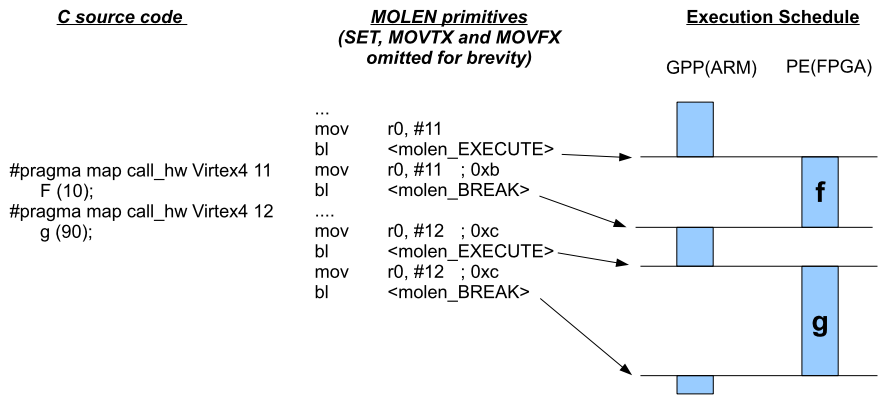 C source code
MOLEN primitives
(SET, MOVTX and MOVFX
omitted for brevity)
Execution Schedule
GPP(ARM) PE(FPGA)
#pragma map call_hw Virtex4 11
F (10);
#pragma map call_hw Virtex4 12
g (90);
...
mov r0, #11
bl <molen_EXECUTE>
mov r0, #11 ; 0xb
bl <molen_BREAK>
....
mov r0, #12 ; 0xc
bl <molen_EXECUTE>
mov r0, #12 ; 0xc
bl <molen_BREAK>
f
g